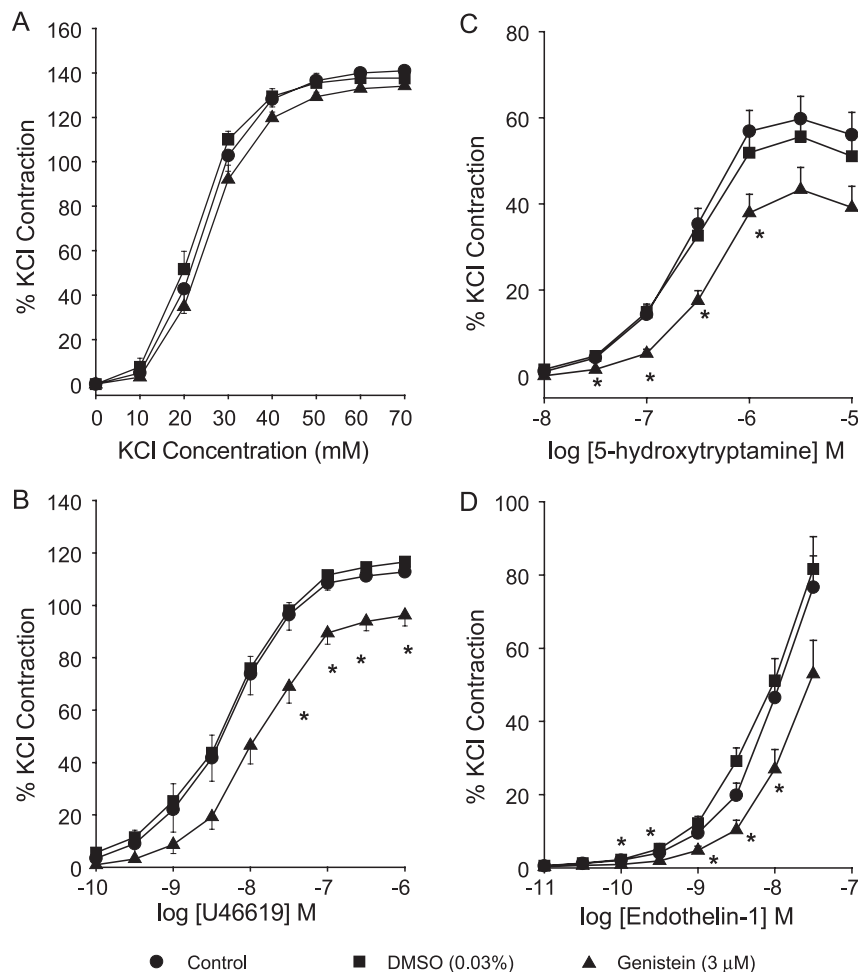 A
160
140
120
100
80
60
40
20
0
% KCl Contraction
0 10 20 30 40 50 60 70
KCl Concentration (mM)
B
140
120
100
80
60
40
20
0
% KCl Contraction
* * * *
-10 -9 -8 -7 -6
log [U46619] M
C
80
60
40
20
0
% KCl Contraction
* * * *
-8 -7 -6 -5
log [5-hydroxytryptamine] M
D
100
80
60
40
20
0
% KCl Contraction
* * * * *
-11 -10 -9 -8 -7
log [Endothelin-1] M
Control DMSO (0.03%) Genistein (3 μM)